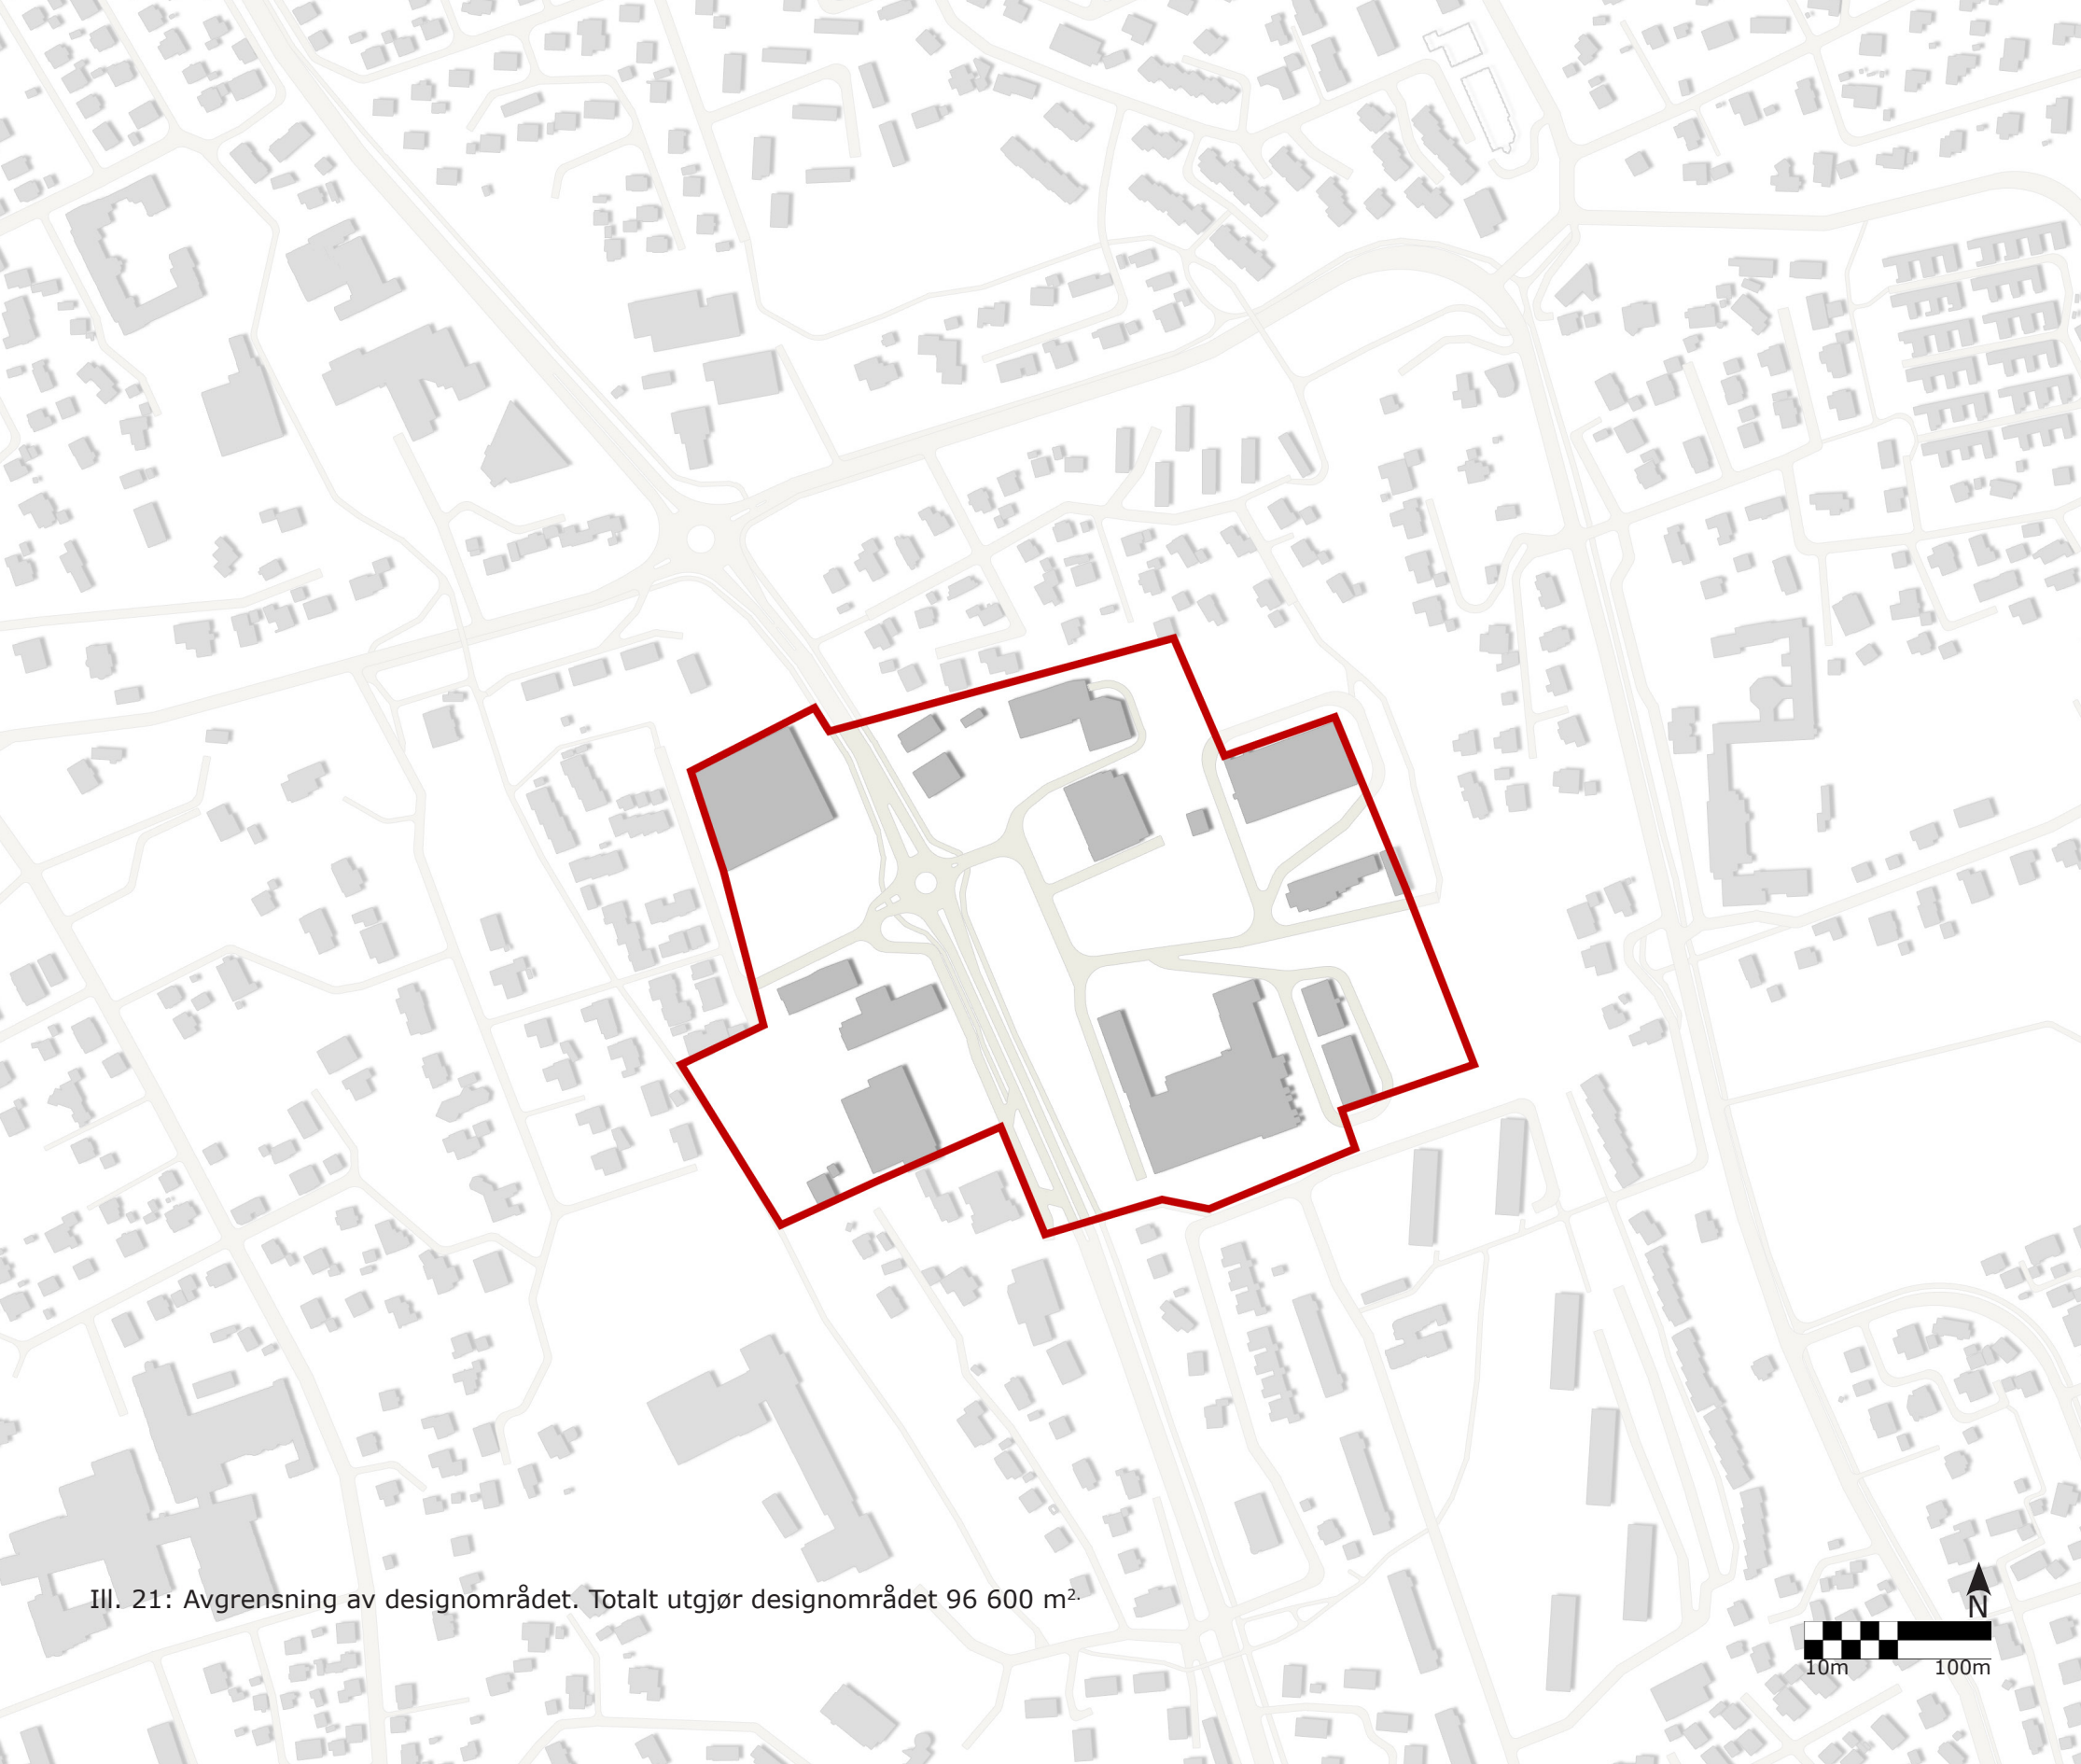 Ill. 21: Avgrensning av designområdet. Totalt utgjør designområdet 96 600 m².
N
10m 100m